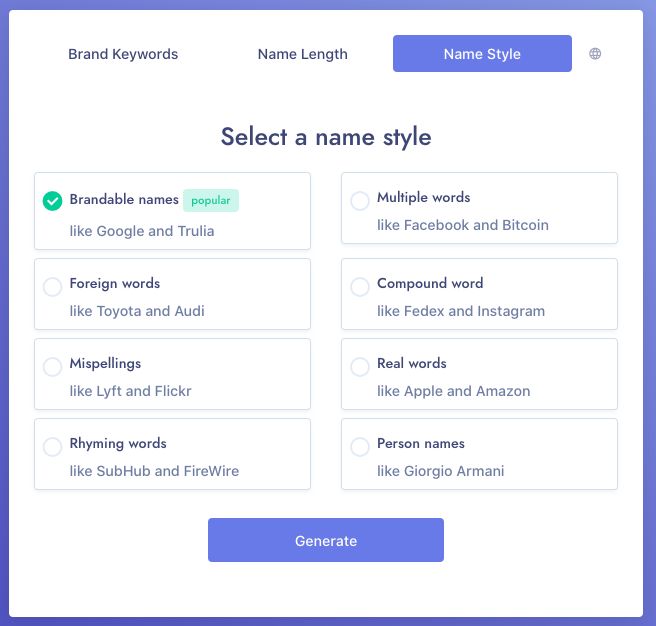 Brand Keywords
Name Length
Name Style
Select a name style
Brandable names popular
like Google and Trulia
Multiple words
like Facebook and Bitcoin
Foreign words
like Toyota and Audi
Compound word
like Fedex and Instagram
Mispellings
like Lyft and Flickr
Real words
like Apple and Amazon
Rhyming words
like SubHub and FireWire
Person names
like Giorgio Armani
Generate